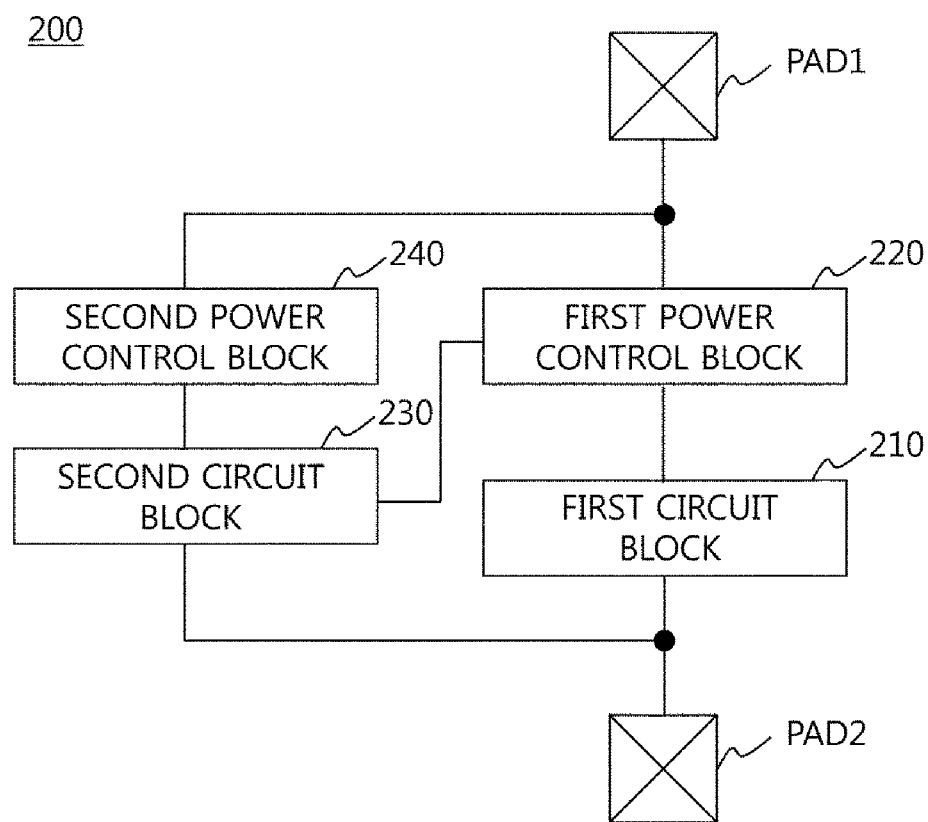 200
PAD1
240
220
SECOND POWER
CONTROL BLOCK
FIRST POWER
CONTROL BLOCK
230
210
SECOND CIRCUIT
BLOCK
FIRST CIRCUIT
BLOCK
PAD2